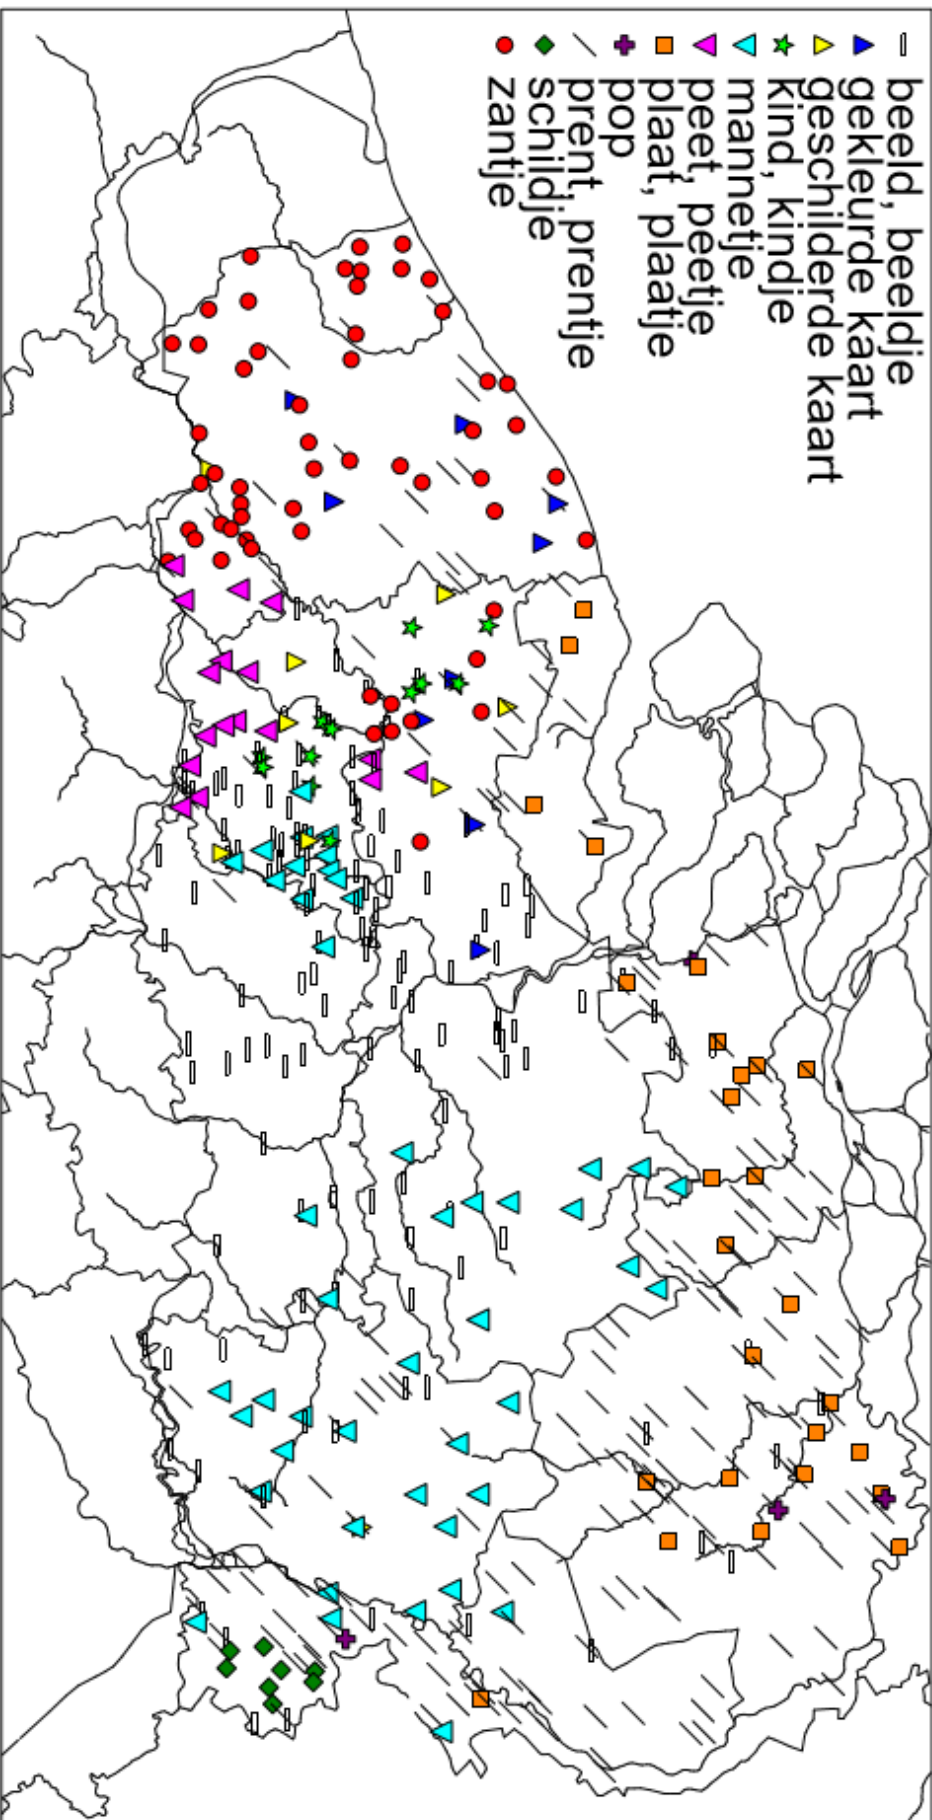 beeld, beeldje
gekleurde kaart
geschilderde kaart
kind, kindje
mannetje
peet, peetje
plaat, plaatje
pop
prent, prentje
schildje
zantje